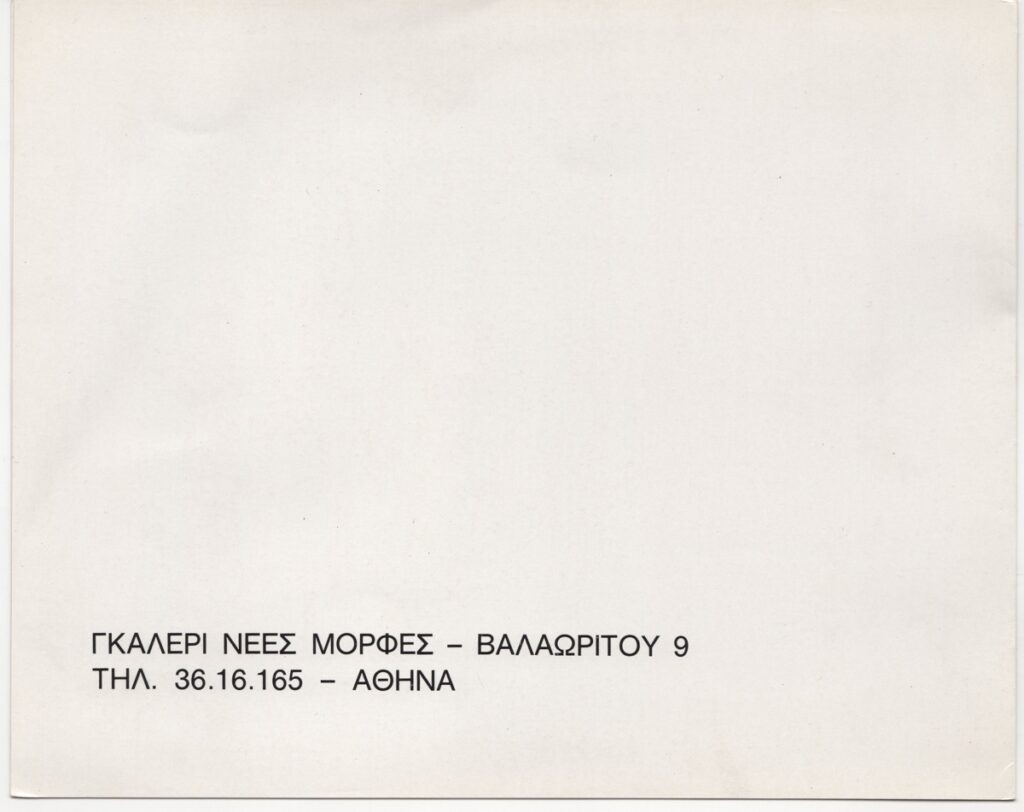 ΓΚΑΛΕΡΙ ΝΕΕΣ ΜΟΡΦΕΣ – ΒΑΛΑΩΡΙΤΟΥ 9
ΤΗΛ. 36.16.165 – ΑΘΗΝΑ